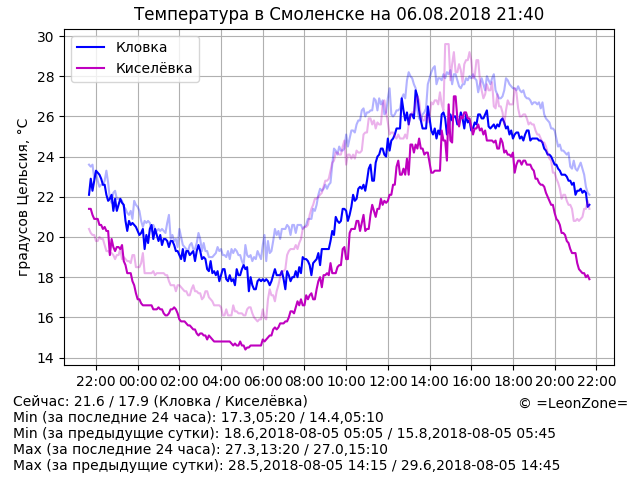 Температура в Смоленске на 06.08.2018 21:40
Кловка
Киселёвка
градусов Цельсия, °C
30
28
26
24
22
20
18
16
14
22:00 00:00 02:00 04:00 06:00 08:00 10:00 12:00 14:00 16:00 18:00 20:00 22:00
Сейчас: 21.6 / 17.9 (Кловка / Киселёвка)
© =LeonZone=
Min (за последние 24 часа): 17.3,05:20 / 14.4,05:10
Min (за предыдущие сутки): 18.6,2018-08-05 05:05 / 15.8,2018-08-05 05:45
Max (за последние 24 часа): 27.3,13:20 / 27.0,15:10
Max (за предыдущие сутки): 28.5,2018-08-05 14:15 / 29.6,2018-08-05 14:45